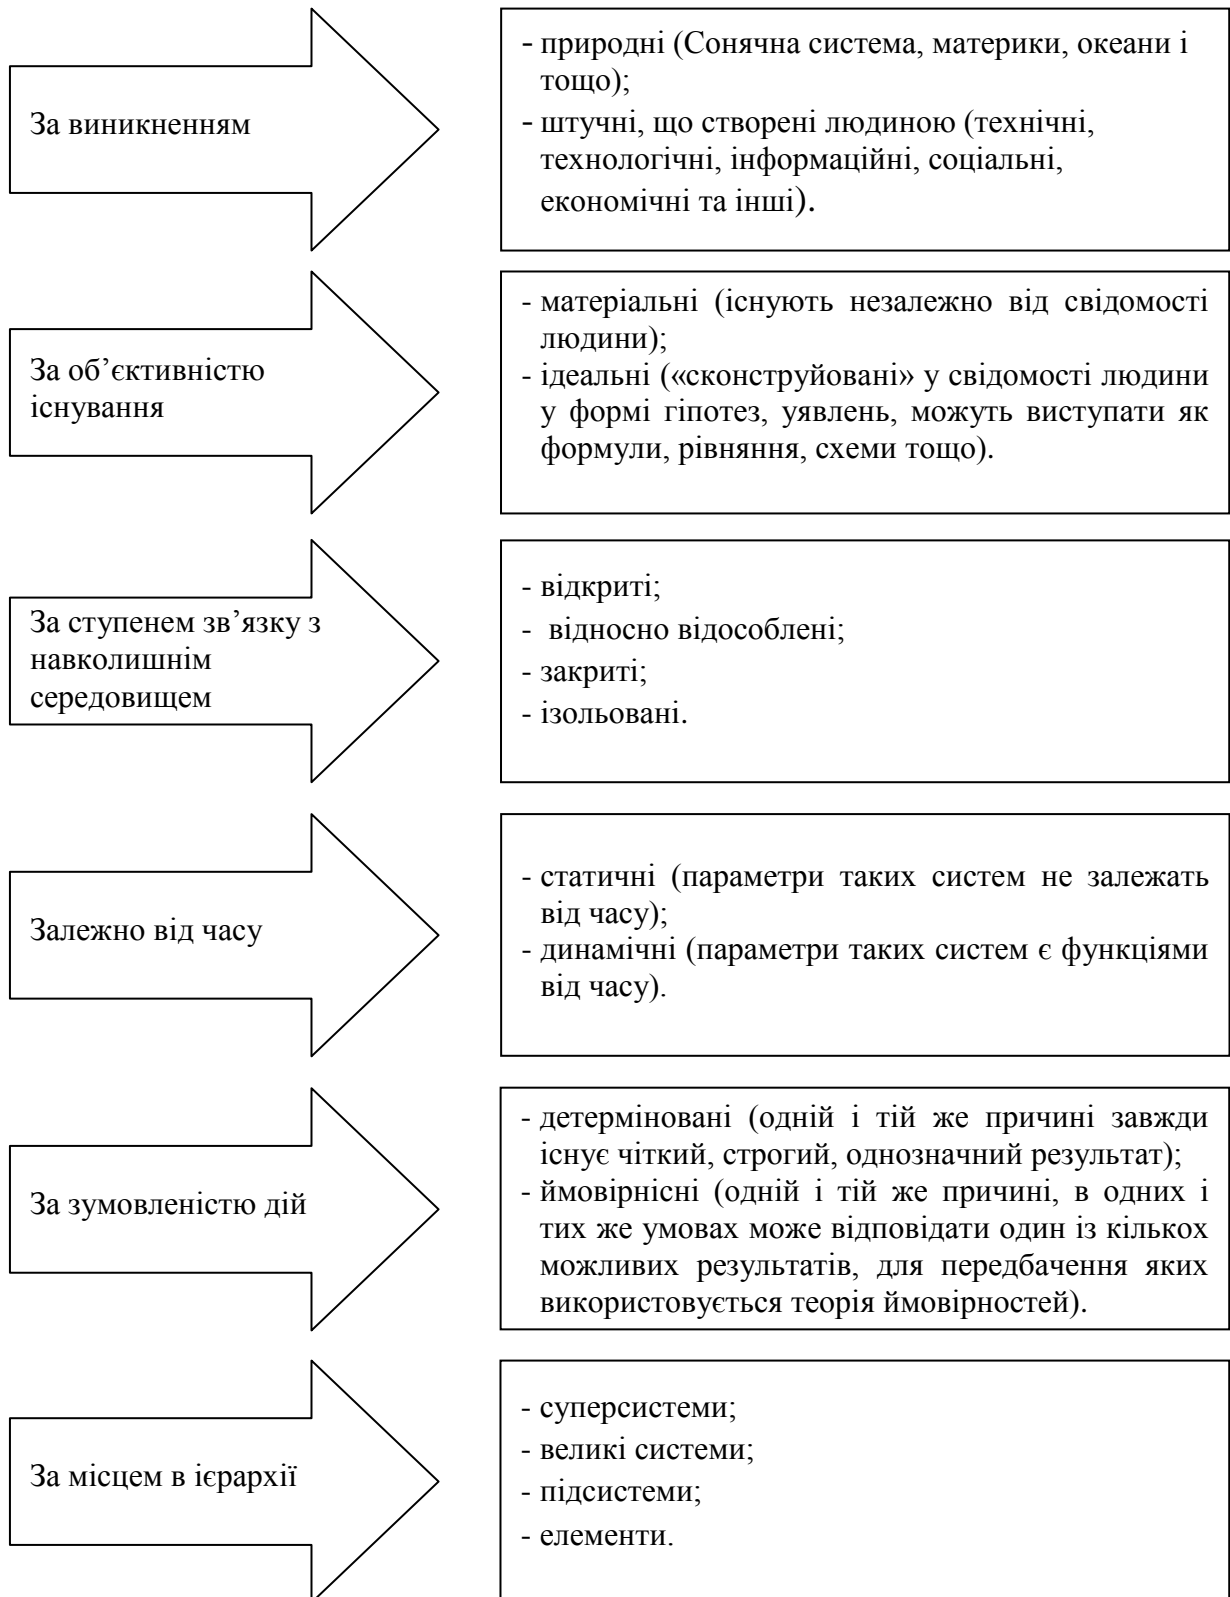 За виникненням
- природні (Сонячна система, материки, океани і
тощо);
- штучні, що створені людиною (технічні,
технологічні, інформаційні, соціальні,
економічні та інші).
За об’єктивністю
існування
- матеріальні (існують незалежно від свідомості
людини);
- ідеальні («сконструйовані» у свідомості людини
у формі гіпотез, уявлень, можуть виступати як
формули, рівняння, схеми тощо).
За ступенем зв’язку з
навколишнім
середовищем
- відкриті;
- відносно відособлені;
- закриті;
- ізольовані.
Залежно від часу
- статичні (параметри таких систем не залежать
від часу);
- динамічні (параметри таких систем є функціями
від часу).
За зумовленістю дій
- детерміновані (одній і тій же причині завжди
існує чіткий, строгий, однозначний результат);
- ймовірнісні (одній і тій же причині, в одних і
тих же умовах може відповідати один із кількох
можливих результатів, для передбачення яких
використовується теорія ймовірностей).
За місцем в ієрархії
- суперсистеми;
- великі системи;
- підсистеми;
- елементи.